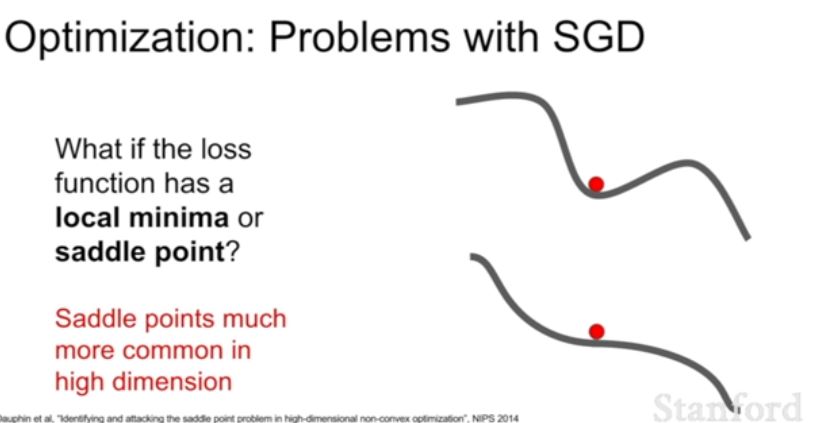 Optimization: Problems with SGD
What if the loss
function has a
local minima or
saddle point?
Saddle points much
more common in
high dimension
Dauphin et al, "Identifying and attacking the saddle point problem in high-dimensional non-convex optimization", NIPS 2014
Stanford